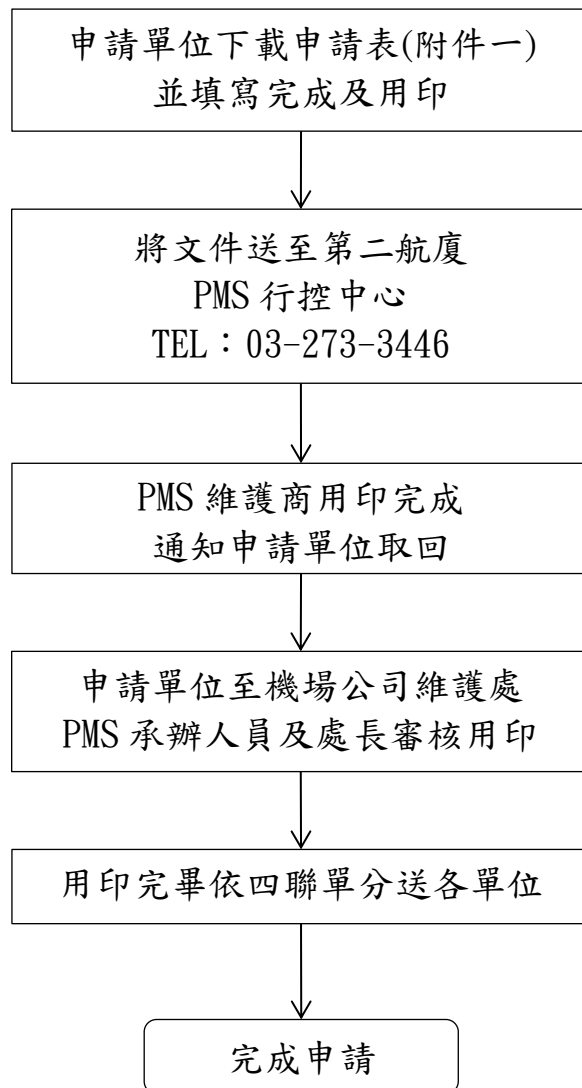 申請單位下載申請表(附件一)
並填寫完成及用印
將文件送至第二航廈
PMS 行控中心
TEL：03-273-3446
PMS 維護商用印完成
通知申請單位取回
申請單位至機場公司維護處
PMS 承辦人員及處長審核用印
用印完畢依四聯單分送各單位
完成申請